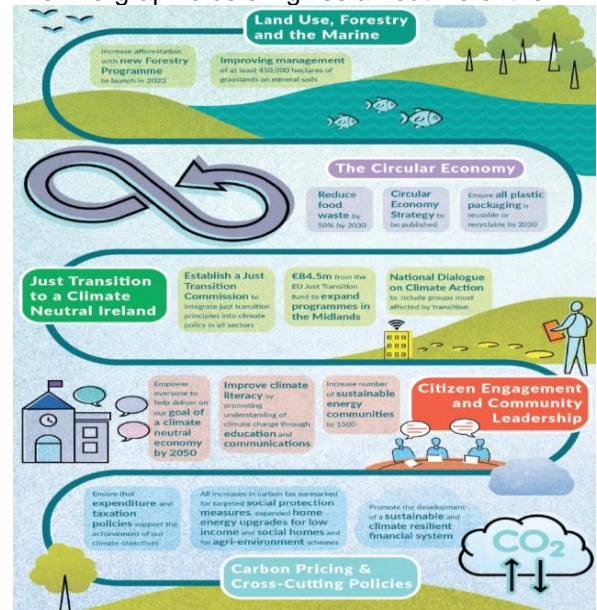 Land Use, Forestry
and the Marine
Increase afforestation
with new Forestry
Programme
to launch in 2023
Improving management
of at least 450,000 hectares of
grasslands on mineral soils
The Circular Economy
Reduce
food
waste by
50% by 2030
Circular
Economy
Strategy to
be published
Ensure all plastic
packaging is
reusable or
recyclable by 2030
Just Transition
to a Climate
Neutral Ireland
Establish a Just
Transition
Commission to
integrate just transition
principles into climate
policy in all sectors
€84.5m from the
EU Just Transition
fund to expand
programmes in
the Midlands
National Dialogue
on Climate Action
to include groups most
affected by transition
Empower
everyone to
help deliver on
our goal of
a climate
neutral
economy
by 2050
Improve climate
literacy by
promoting
understanding of
climate change through
education and
communications
Increase number
of sustainable
energy
communities
to 1500
Citizen Engagement
and Community
Leadership
Ensure that
expenditure and
taxation
policies support the
achievement of our
climate objectives
All increases in carbon tax earmarked
for targeted social protection
measures, expanded home
energy upgrades for low
income and social homes and
for agri-environment schemes
Promote the development
of a sustainable and
climate resilient
financial system
CO2
Carbon Pricing &
Cross-Cutting Policies